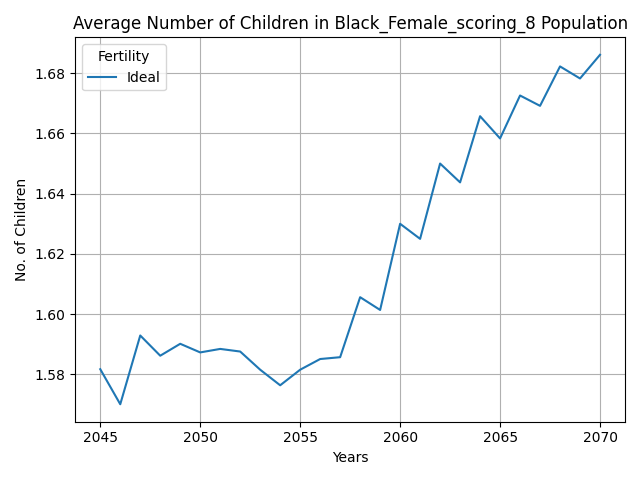 Average Number of Children in Black_Female_scoring_8 Population
Fertility
Ideal
1.68
1.66
1.64
1.62
1.60
1.58
No. of Children
2045 2050 2055 2060 2065 2070
Years